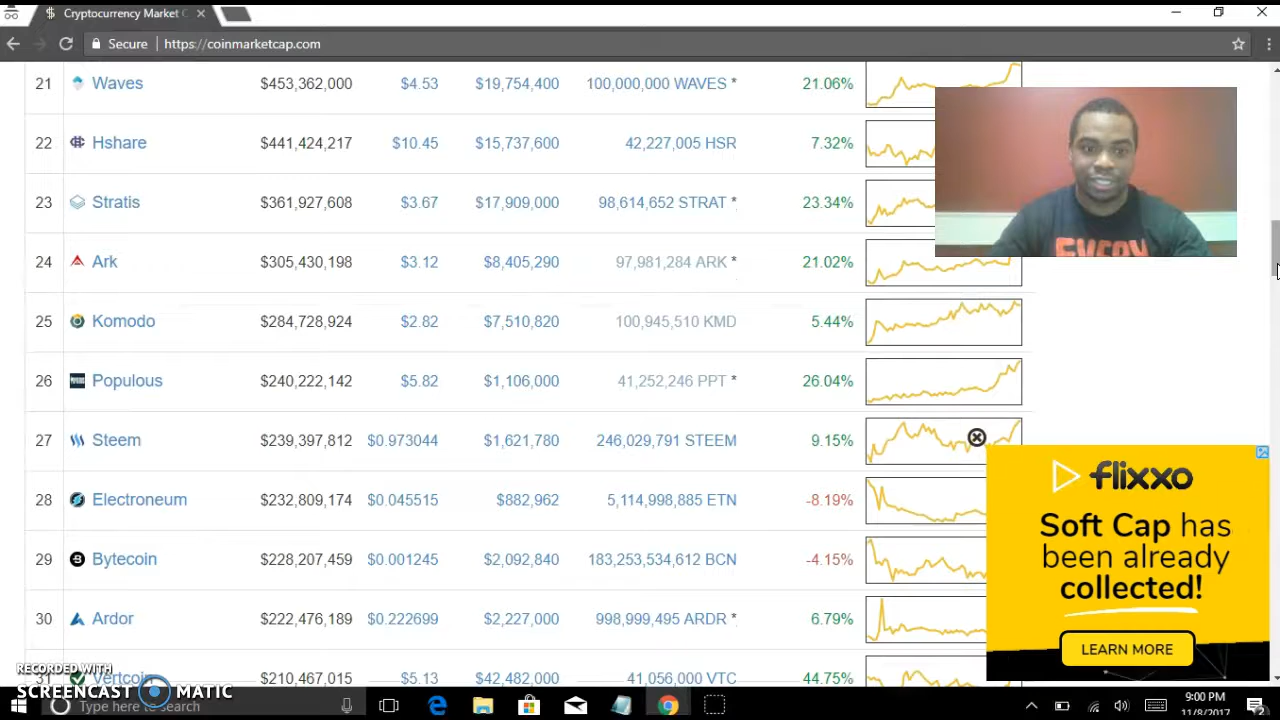 Cryptocurrency Market C
Secure https://coinmarketcap.com
21 Waves $453,362,000 $4.53 $19,754,400 100,000,000 WAVES * 21.06%
22 Hshare $441,424,217 $10.45 $15,737,600 42,227,005 HSR 7.32%
23 Stratis $361,927,608 $3.67 $17,909,000 98,614,652 STRAT * 23.34%
24 Ark $305,430,198 $3.12 $8,405,290 97,981,284 ARK * 21.02%
25 Komodo $284,728,924 $2.82 $7,510,820 100,945,510 KMD 5.44%
26 Populous $240,222,142 $5.82 $1,106,000 41,252,246 PPT * 26.04%
27 Steem $239,397,812 $0.973044 $1,621,780 246,029,791 STEEM 9.15%
28 Electroneum $232,809,174 $0.045515 $882,962 5,114,998,885 ETN -8.19%
29 Bytecoin $228,207,459 $0.001245 $2,092,840 183,253,534,612 BCN -4.15%
30 Ardor $222,476,189 $0.222699 $2,227,000 998,999,495 ARDR * 6.79%
31 Vertcoin $210,467,015 $5.13 $42,482,000 41,056,000 VTC 44.75%
EVERY
flixxo
Soft Cap has
been already
collected!
LEARN MORE
RECORDED WITH
SCREENCAST MATIC
Type here to search
9:00 PM
11/8/2017
2